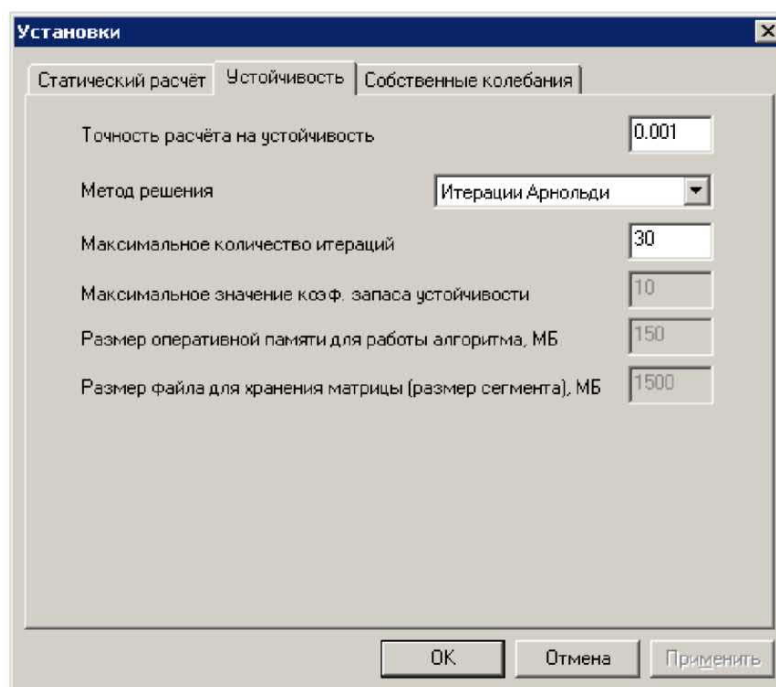 Установки
Статический расчёт Устойчивость Собственные колебания
Точность расчёта на устойчивость 0.001
Метод решения Итерации Арнольди
Максимальное количество итераций 30
Максимальное значение коэф. запаса устойчивости 10
Размер оперативной памяти для работы алгоритма, МБ 150
Размер файла для хранения матрицы (размер сегмента), МБ 1500
OK Отмена Применить